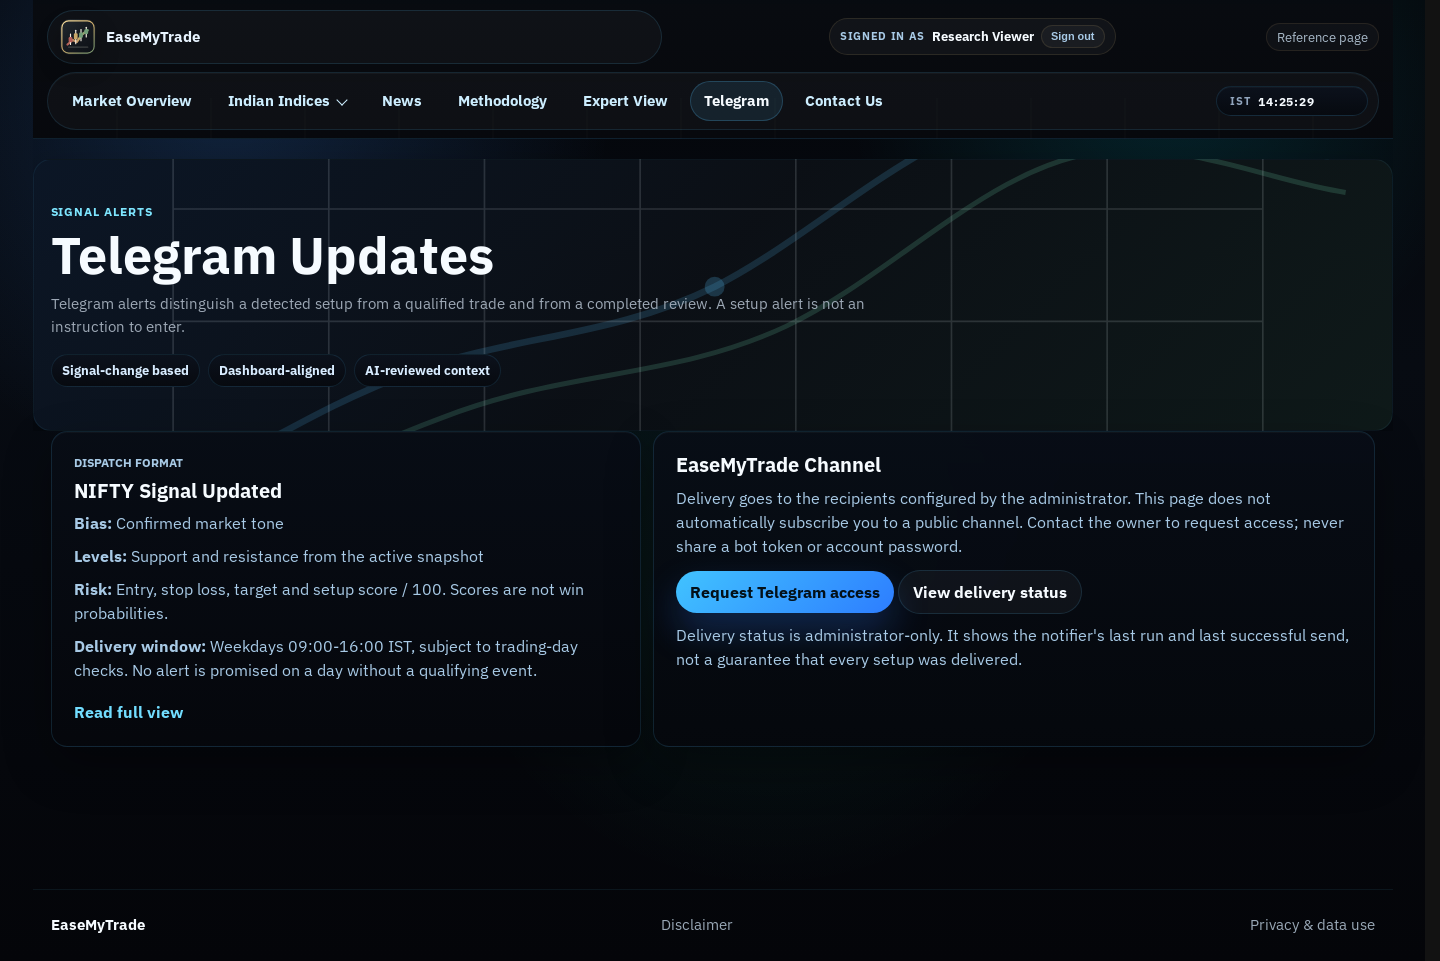 EaseMyTrade
SIGNED IN AS Research Viewer Sign out
Reference page
Market Overview Indian Indices News Methodology Expert View Telegram Contact Us IST 14:25:29
SIGNAL ALERTS
Telegram Updates
Telegram alerts distinguish a detected setup from a qualified trade and from a completed review. A setup alert is not an
instruction to enter.
Signal-change based Dashboard-aligned AI-reviewed context
DISPATCH FORMAT
NIFTY Signal Updated
Bias: Confirmed market tone
Levels: Support and resistance from the active snapshot
Risk: Entry, stop loss, target and setup score / 100. Scores are not win
probabilities.
Delivery window: Weekdays 09:00-16:00 IST, subject to trading-day
checks. No alert is promised on a day without a qualifying event.
Read full view
EaseMyTrade Channel
Delivery goes to the recipients configured by the administrator. This page does not
automatically subscribe you to a public channel. Contact the owner to request access; never
share a bot token or account password.
Request Telegram access View delivery status
Delivery status is administrator-only. It shows the notifier's last run and last successful send,
not a guarantee that every setup was delivered.
EaseMyTrade Disclaimer Privacy & data use